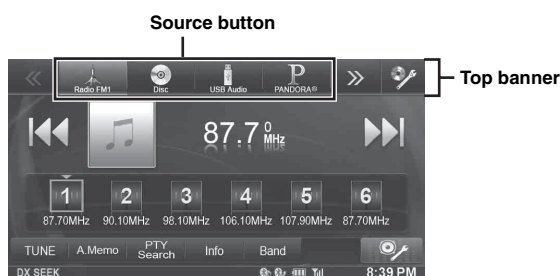 Source button
Radio FM1 Disc USB Audio PANDORA®
Top banner
87.7 0 MHz
1 2 3 4 5 6
87.70MHz 90.10MHz 98.10MHz 106.10MHz 107.90MHz 87.70MHz
TUNE A.Memo PTY Search Info Band
DX SEEK 8:39 PM